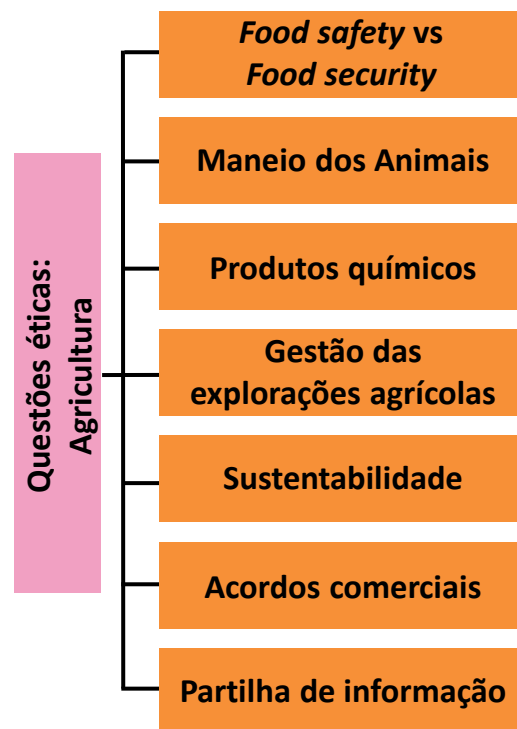 Food safety vs
Food security
Maneio dos Animais
Produtos químicos
Questões éticas:
Agricultura
Gestão das
explorações agrícolas
Sustentabilidade
Acordos comerciais
Partilha de informação